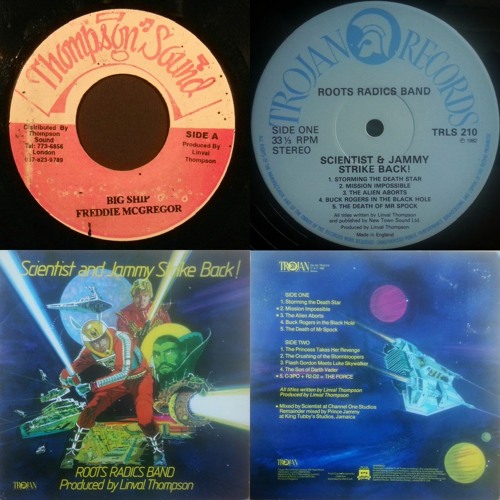 Thompson Sound
Distributed By
Thompson
Sound
Tel: 773-6856
London
SIDE A
Produced by
Linval
Thompson
BIG SHIP
FREDDIE MCGREGOR
TROJAN RECORDS
ROOTS RADICS BAND
SIDE ONE
33⅓ RPM
STEREO
TRLS 210
℗ 1982
SCIENTIST & JAMMY
STRIKE BACK!
1. STORMING THE DEATH STAR
2. MISSION IMPOSSIBLE
3. THE ALIEN ABORTS
4. BUCK ROGERS IN THE BLACK HOLE
5. THE DEATH OF MR SPOCK
All titles written by Linval Thompson
and published by New Town Sound Ltd.
Produced by Linval Thompson
Made in England
Scientist and Jammy Strike Back!
ROOTS RADICS BAND
Produced by Linval Thompson
TROJAN
TROJAN
SIDE ONE
1. Storming the Death Star
2. Mission Impossible
3. The Alien Aborts
4. Buck Rogers in the Black Hole
5. The Death of Mr Spock
SIDE TWO
1. The Princess Takes Her Revenge
2. The Crushing of the Stormtroopers
3. Flash Gordon Meets Luke Skywalker
4. The Son of Darth Vader
5. C-3PO + R2-D2 = THE FORCE
All titles written by Linval Thompson
Produced by Linval Thompson
Mixed by Scientist at Channel One Studios
Remainder mixed by Prince Jammy
at King Tubby's Studios, Jamaica